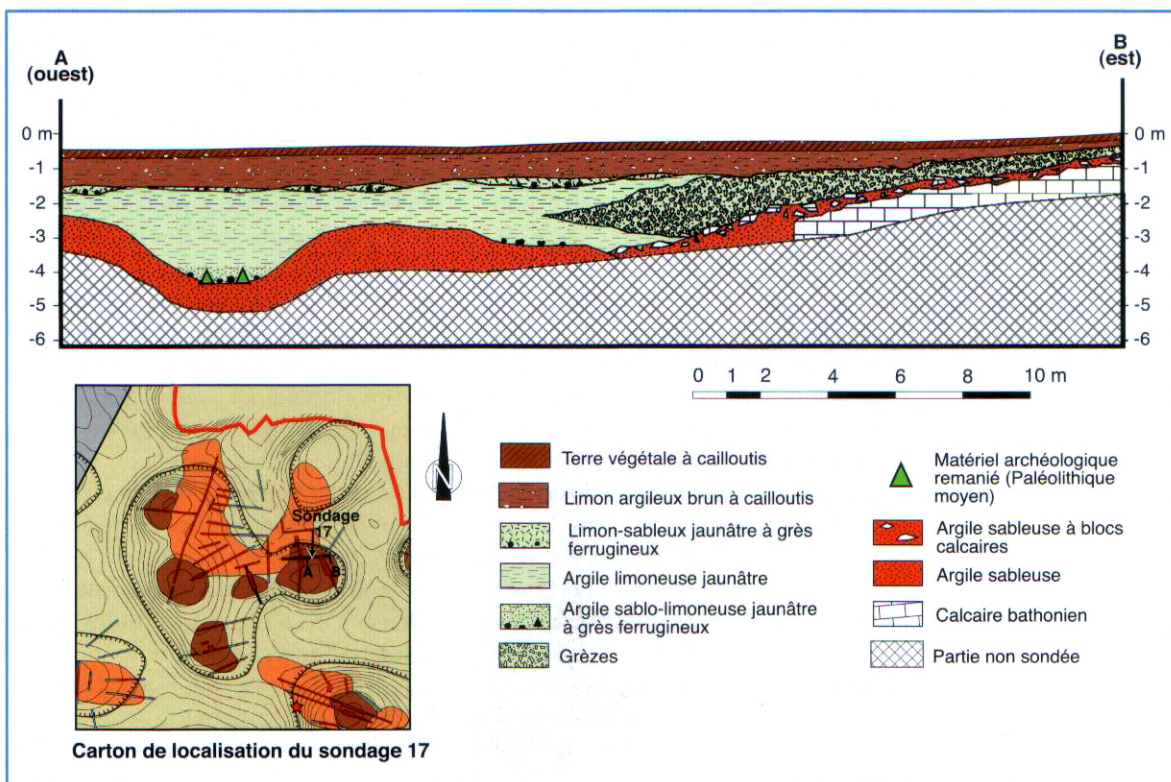 A
(ouest)
B
(est)
0 m
-1
-2
-3
-4
-5
-6
0 m
-1
-2
-3
-4
-5
-6
0 1 2 4 6 8 10 m
N
Sondage
17
A B
Carton de localisation du sondage 17
Terre végétale à cailloutis
Limon argileux brun à cailloutis
Limon-sableux jaunâtre à grès
ferrugineux
Argile limoneuse jaunâtre
Argile sablo-limoneuse jaunâtre
à grès ferrugineux
Grèzes
Matériel archéologique
remanié (Paléolithique
moyen)
Argile sableuse à blocs
calcaires
Argile sableuse
Calcaire bathonien
Partie non sondée